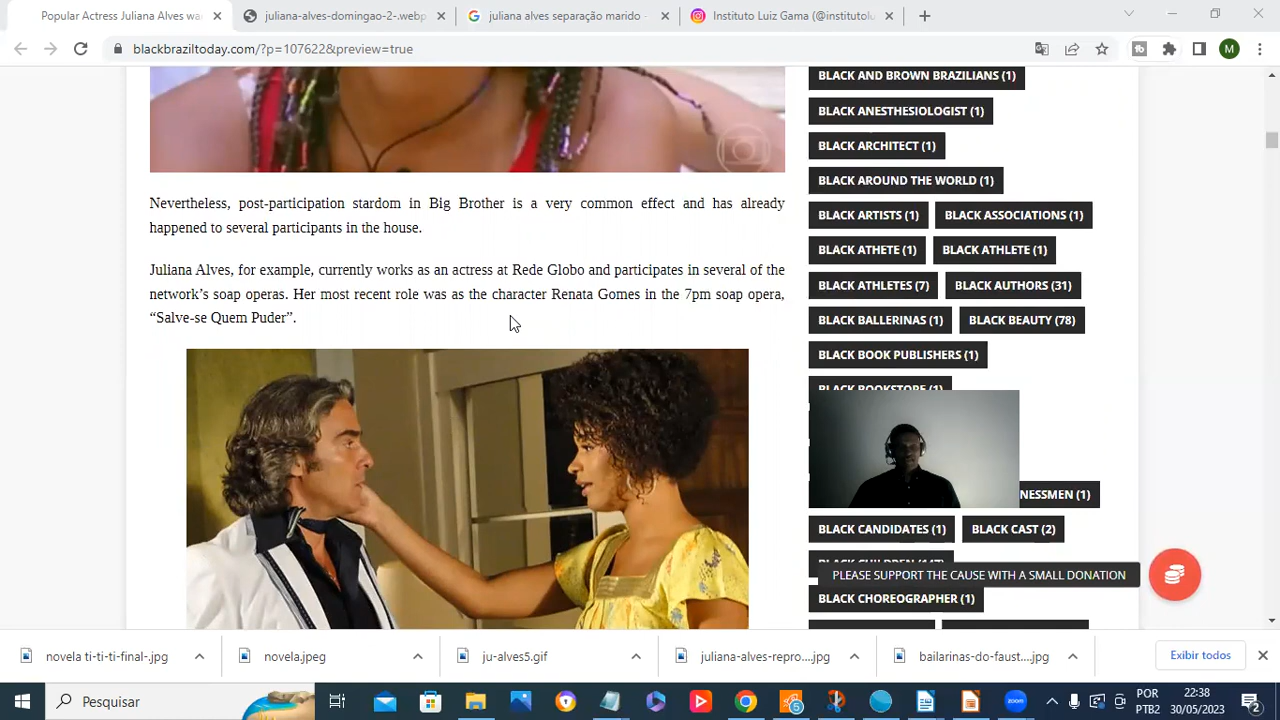 Popular Actress Juliana Alves wa
juliana-alves-domingao-2-.webp
juliana alves separação marido -
Instituto Luiz Gama (@institutolu
blackbraziltoday.com/?p=107622&preview=true
M
Nevertheless, post-participation stardom in Big Brother is a very common effect and has already
happened to several participants in the house.
Juliana Alves, for example, currently works as an actress at Rede Globo and participates in several of the
network's soap operas. Her most recent role was as the character Renata Gomes in the 7pm soap opera,
“Salve-se Quem Puder”.
BLACK AND BROWN BRAZILIANS (1)
BLACK ANESTHESIOLOGIST (1)
BLACK ARCHITECT (1)
BLACK AROUND THE WORLD (1)
BLACK ARTISTS (1) BLACK ASSOCIATIONS (1)
BLACK ATHETE (1) BLACK ATHLETE (1)
BLACK ATHLETES (7) BLACK AUTHORS (31)
BLACK BALLERINAS (1) BLACK BEAUTY (78)
BLACK BOOK PUBLISHERS (1)
BLACK BOOKSTORE (1)
NESSMEN (1)
BLACK CANDIDATES (1) BLACK CAST (2)
PLEASE SUPPORT THE CAUSE WITH A SMALL DONATION
BLACK CHOREOGRAPHER (1)
novela ti-ti-ti-final-.jpg
novela.jpeg
ju-alves5.gif
juliana-alves-repro....jpg
bailarinas-do-faust....jpg
Exibir todos
Pesquisar
5
zoom
POR
PTB2
22:38
30/05/2023
2